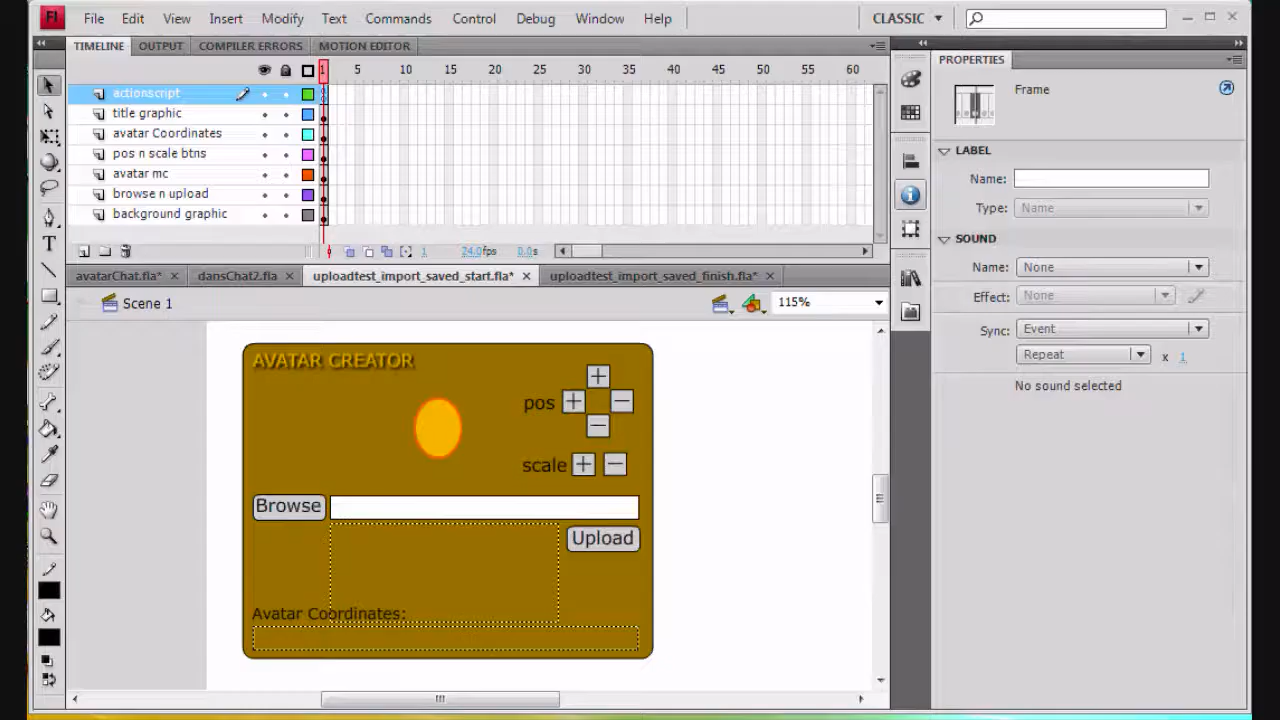 Fl File Edit View Insert Modify Text Commands Control Debug Window Help CLASSIC
TIMELINE OUTPUT COMPILER ERRORS MOTION EDITOR
1 5 10 15 20 25 30 35 40 45 50 55 60
actionscript
title graphic
avatar Coordinates
pos n scale btns
avatar mc
browse n upload
background graphic
1 24.0fps 0.0s
avatarChat.fla* dansChat2.fla uploadtest_import_saved_start.fla* uploadtest_import_saved_finish.fla*
Scene 1 115%
AVATAR CREATOR
pos
scale
Browse
Upload
Avatar Coordinates:
PROPERTIES
Frame
LABEL
Name:
Type: Name
SOUND
Name: None
Effect: None
Sync: Event
Repeat x 1
No sound selected